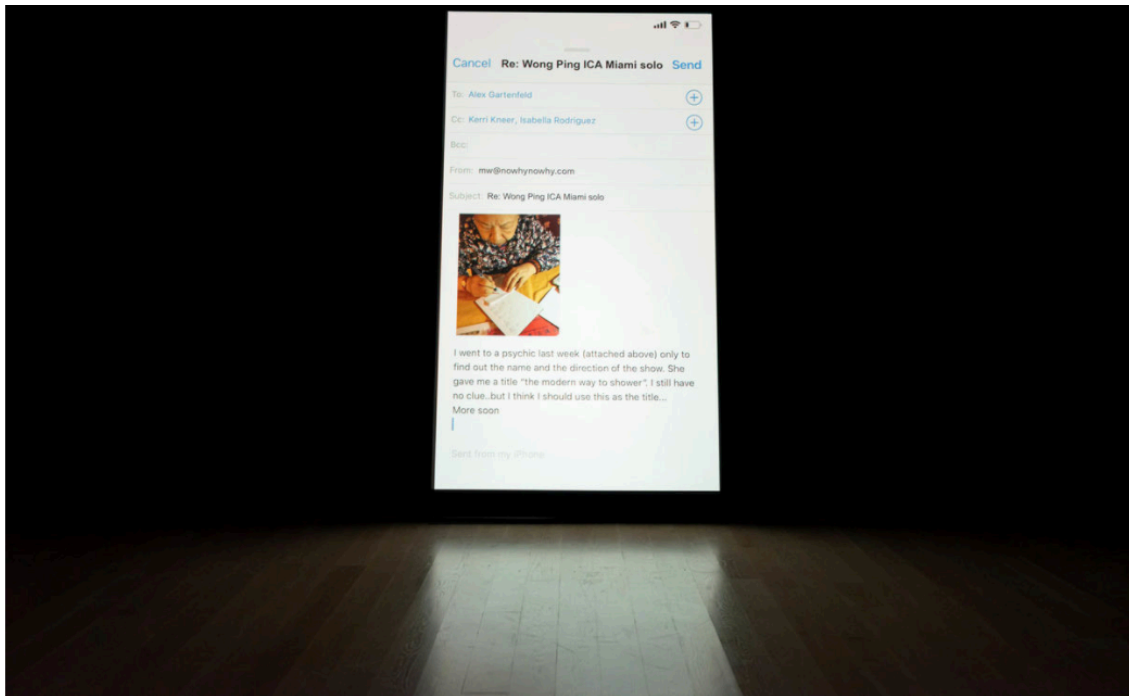 Cancel Re: Wong Ping ICA Miami solo Send
To: Alex Gartenfeld
Cc: Kerri Kneer, Isabella Rodriguez
Bcc:
From: mw@nowhynowhy.com
Subject: Re: Wong Ping ICA Miami solo
I went to a psychic last week (attached above) only to
find out the name and the direction of the show. She
gave me a title "the modern way to shower". I still have
no clue..but I think I should use this as the title...
More soon
Sent from my iPhone